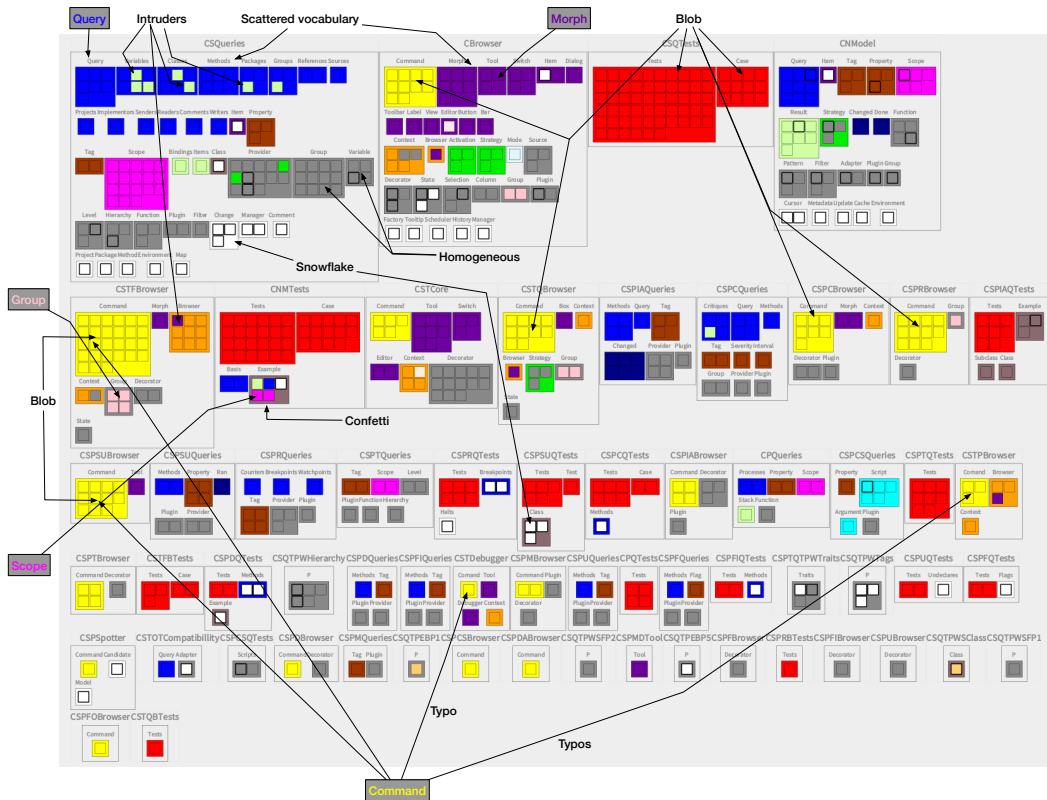 Query Intruders Scattered vocabulary Morph Blob
CSQueries CBrowser CSQTests CNModel
Query Variables Classes Methods Packages Groups References Sources
Command Morph Tool Switch Item Dialog
Tests Case
Query Item Tag Property Scope
Projects Implementors Senders Readers Comments Writers Item Property
Toolbar Label View Editor Button Bar
Result Strategy Changed Done Function
Context Browser Activation Strategy Mode Source
Tag Scope Bindings Items Class Provider Group Variable
Pattern Filter Adapter Plugin Group
Decorator State Selection Column Group Plugin
Level Hierarchy Function Plugin Filter Change Manager Comment
Cursor Metadata Update Cache Environment
Factory Tooltip Scheduler History Manager
Project Package Method Environment Map
Snowflake Homogeneous
Group
CSTFBrowser CNMTests CSTCore CSTQBrowser CSPIAQueries CSPCQueries CSPCBrowser CSPRBrowser CSPIAQTests
Command Morph Browser
Tests Case
Command Tool Switch
Command Box Context
Methods Query Tag
Critiques Query Methods
Command Morph Context
Command Group
Tests Example
Changed Provider Plugin
Tag Severity Interval
Editor Context Decorator
Browser Strategy Group
Decorator Plugin
Decorator
Subclass Class
Basis Example
Group Provider Plugin
Context Group Decorator
State
State
Blob
Confetti
CSPSUBrowser CSPSUQueries CSPRQueries CSPTQueries CSPRQTests CSPSUQTests CSPCQTests CSPIABrowser CPQueries CSPCSQueries CSPTQTests CSTPBrowser
Command Tool
Methods Property Ran
Counters Breakpoints Watchpoints
Tag Scope Level
Tests Breakpoints
Tests Test
Tests Case
Command Decorator
Processes Property Scope
Property Script
Tests
Comand Browser
Plugin Provider
Tag Provider Plugin
Plugin Function Hierarchy
Halts
Class
Methods
Plugin
Stack Function
Argument Plugin
Context
Scope
CSPTBrowser CSTFBTests CSPDQTests CSQTPWHierarchy CSPDQueries CSPFIQueries CSTDebugger CSPMBrowser CSPUQueries CPQTests CSPFQueries CSPFIQTests CSPTQTPWTraits CSQTPWTags CSPUQTests CSPFQTests
Command Decorator
Tests Case
Tests Methods
P
Methods Tag
Methods Tag
Comand Tool
Command Plugin
Methods Tag
Tests
Methods Flag
Tests Methods
Traits
P
Tests Undeclares
Tests Flags
Example
Plugin Provider
Plugin Provider
Debugger Context
Decorator
Plugin Provider
Plugin Provider
CSPSpotter CSTOTCompatibillity CSPCSQTests CSPDBrowser CSPMQueries CSQTPEBP1 CSPCSBrowser CSPDABrowser CSQTPWSFP2 CSPMDTool CSQTPEBP5 CSPFBrowser CSPRBTests CSPFIBrowser CSPUBrowser CSQTPWSClass CSQTPWSFP1
Command Candidate
Query Adapter
Scripts
Command Decorator
Tag Plugin
P
Command
Command
P
Tool
P
Decorator
Tests
Decorator
Decorator
Class
P
Model
Typo
CSPFOBrowser CSTQBTests
Command
Tests
Typos
Command